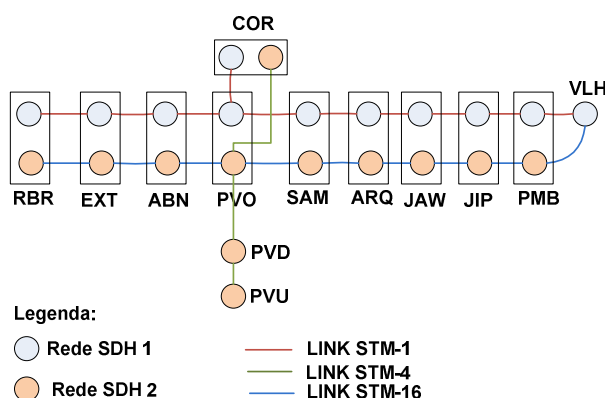 COR
VLH
RBR EXT ABN PVO SAM ARQ JAW JIP PMB
PVD
PVU
Legenda:
Rede SDH 1
LINK STM-1
LINK STM-4
Rede SDH 2
LINK STM-16